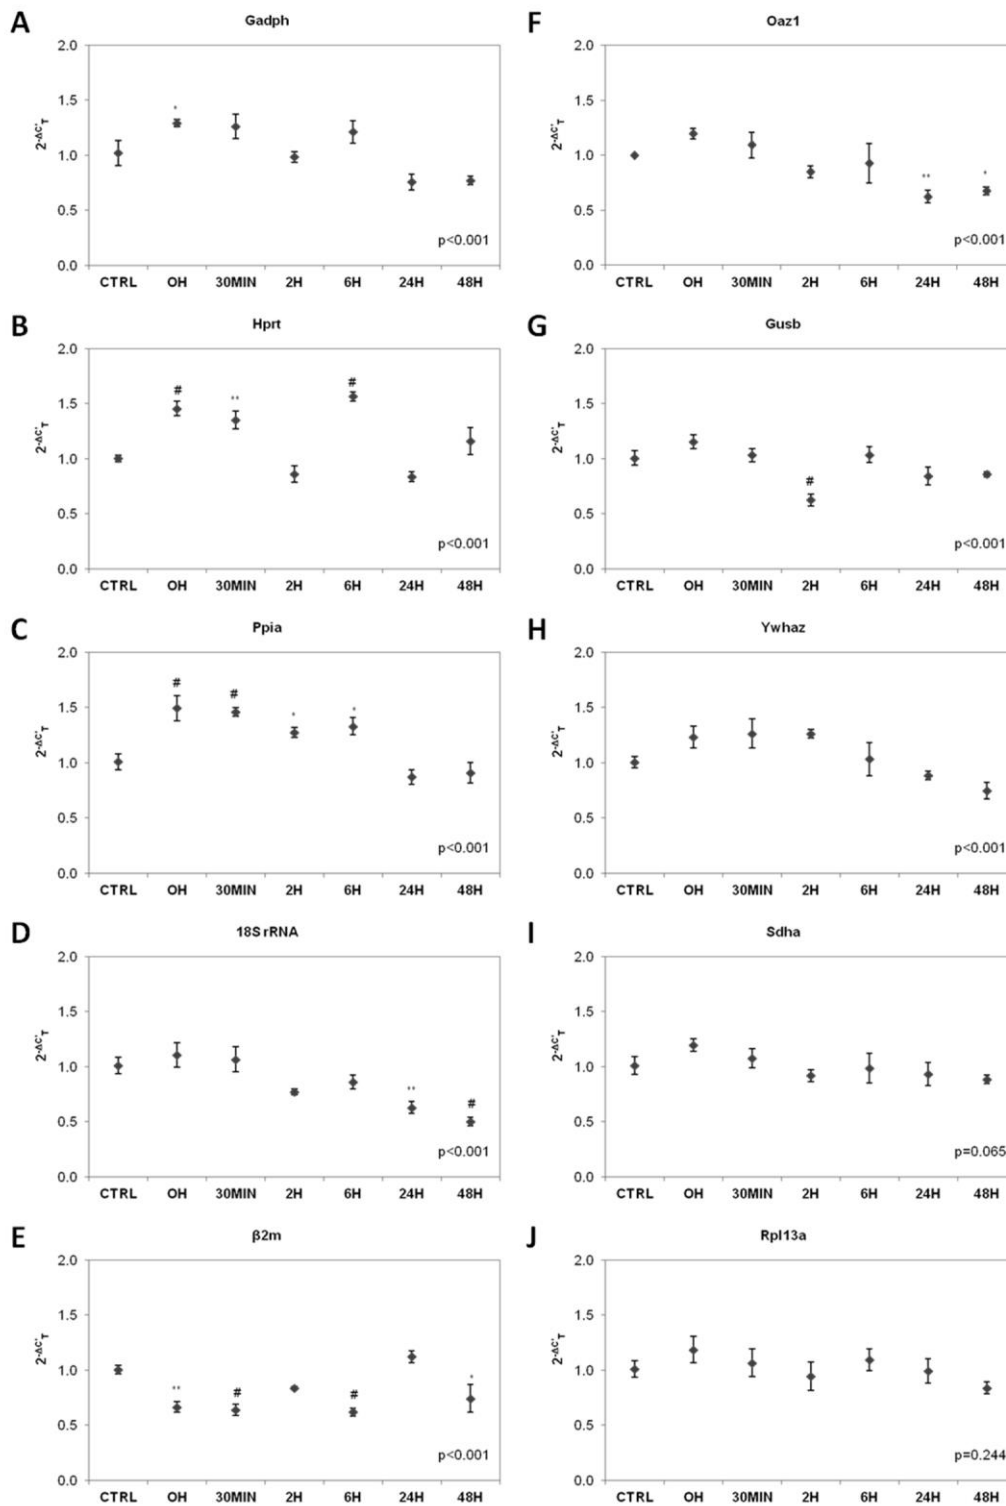 A
Gadph
2.0
1.5
1.0
0.5
0.0
2-ΔC'T
*
p<0.001
CTRL OH 30MIN 2H 6H 24H 48H
B
Hprt
2.0
1.5
1.0
0.5
0.0
2-ΔC'T
#
**
#
p<0.001
CTRL OH 30MIN 2H 6H 24H 48H
C
Ppia
2.0
1.5
1.0
0.5
0.0
2-ΔC'T
#
#
*
*
p<0.001
CTRL OH 30MIN 2H 6H 24H 48H
D
18S rRNA
2.0
1.5
1.0
0.5
0.0
2-ΔC'T
**
#
p<0.001
CTRL OH 30MIN 2H 6H 24H 48H
E
β2m
2.0
1.5
1.0
0.5
0.0
2-ΔC'T
**
#
#
*
p<0.001
CTRL OH 30MIN 2H 6H 24H 48H
F
Oaz1
2.0
1.5
1.0
0.5
0.0
2-ΔC'T
**
*
p<0.001
CTRL OH 30MIN 2H 6H 24H 48H
G
Gusb
2.0
1.5
1.0
0.5
0.0
2-ΔC'T
#
p<0.001
CTRL OH 30MIN 2H 6H 24H 48H
H
Ywhaz
2.0
1.5
1.0
0.5
0.0
2-ΔC'T
p<0.001
CTRL OH 30MIN 2H 6H 24H 48H
I
Sdha
2.0
1.5
1.0
0.5
0.0
2-ΔC'T
p=0.065
CTRL OH 30MIN 2H 6H 24H 48H
J
Rpl13a
2.0
1.5
1.0
0.5
0.0
2-ΔC'T
p=0.244
CTRL OH 30MIN 2H 6H 24H 48H